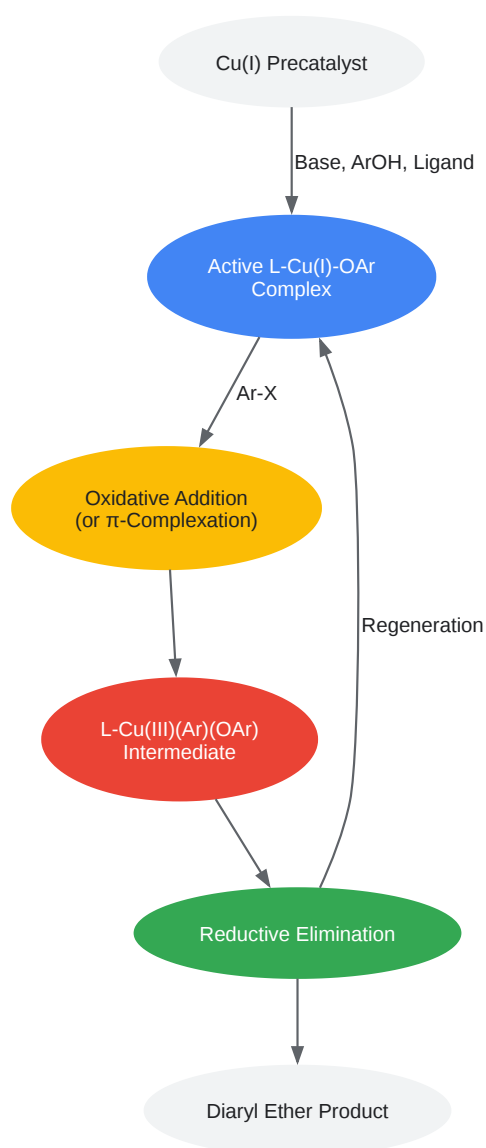 Cu(I) Precatalyst
Base, ArOH, Ligand
Active L-Cu(I)-OAr
Complex
Ar-X
Oxidative Addition
(or π-Complexation)
Regeneration
L-Cu(III)(Ar)(OAr)
Intermediate
Reductive Elimination
Diaryl Ether Product